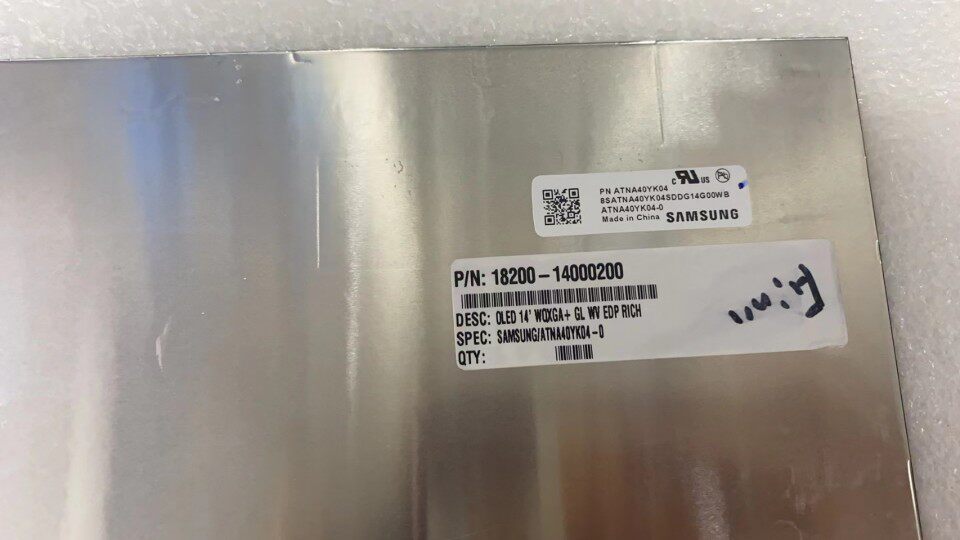 PN ATNA40YK04
8SATNA40YK04SDDG14G00WB
ATNA40YK04-0
Made in China SAMSUNG
c US
P/N: 18200-14000200
DESC: OLED 14' WQXGA+ GL WV EDP RICH
SPEC: SAMSUNG/ATNA40YK04-0
QTY: